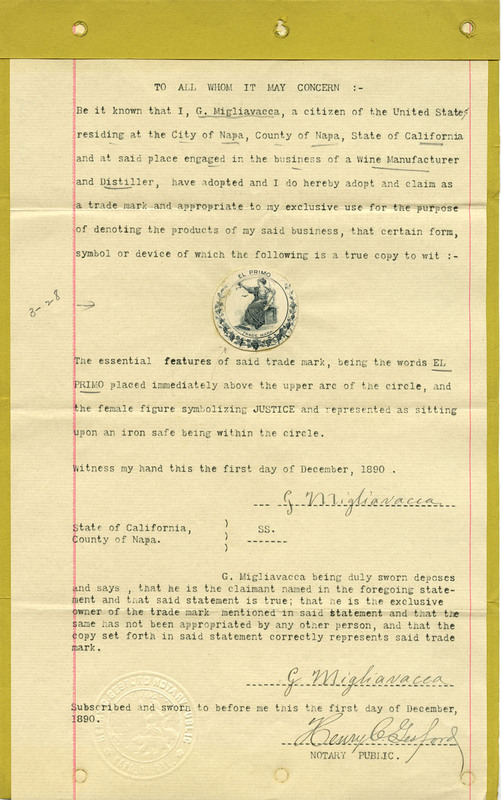 TO ALL WHOM IT MAY CONCERN :-
Be it known that I, G. Migliavacca, a citizen of the United States
residing at the City of Napa, County of Napa, State of California
and at said place engaged in the business of a Wine Manufacturer
and Distiller, have adopted and I do hereby adopt and claim as
a trade mark and appropriate to my exclusive use for the purpose
of denoting the products of my said business, that certain form,
symbol or device of which the following is a true copy to wit :-
EL PRIMO
TRADE MARK
3-28
The essential features of said trade mark, being the words EL
PRIMO placed immediately above the upper arc of the circle, and
the female figure symbolizing JUSTICE and represented as sitting
upon an iron safe being within the circle.
Witness my hand this the first day of December, 1890 .
G Migliavacca
State of California, ) SS.
County of Napa. )
)
G. Migliavacca being duly sworn deposes
and says , that he is the claimant named in the foregoing state-
ment and that said statement is true; that he is the exclusive
owner of the trade mark mentioned in said statement and that the
same has not been appropriated by any other person, and that the
copy set forth in said statement correctly represents said trade
mark.
G Migliavacca
Subscribed and sworn to before me this the first day of December,
1890.
Henry C Gesford
NOTARY PUBLIC.